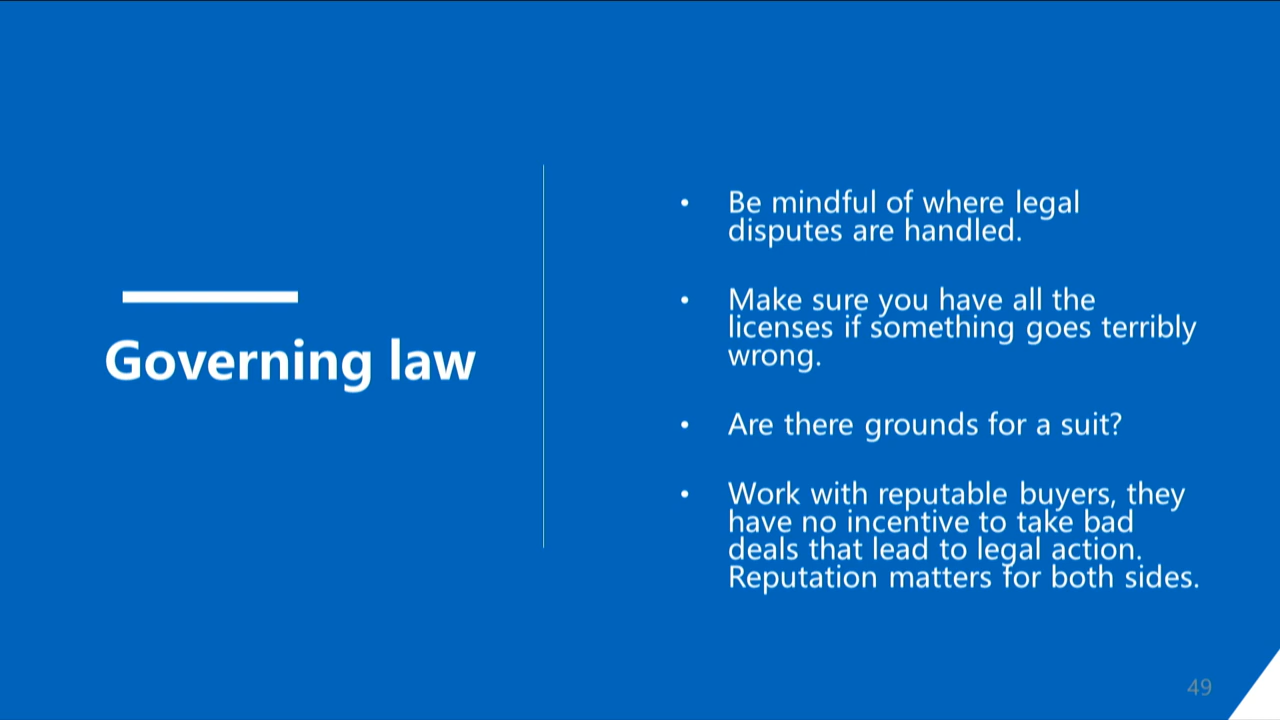 Governing law
• Be mindful of where legal
disputes are handled.
• Make sure you have all the
licenses if something goes terribly
wrong.
• Are there grounds for a suit?
• Work with reputable buyers, they
have no incentive to take bad
deals that lead to legal action.
Reputation matters for both sides.
49